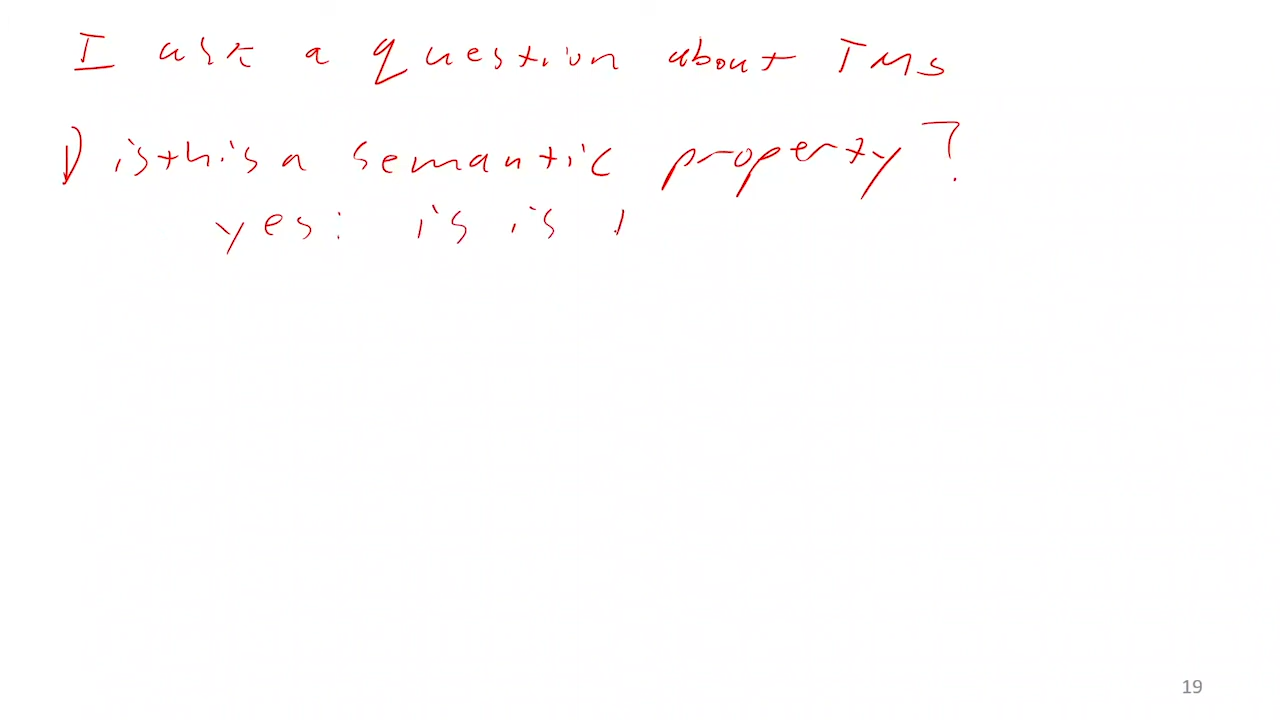 I ask a question about TMs
1) is this a semantic property?
yes: is is
19